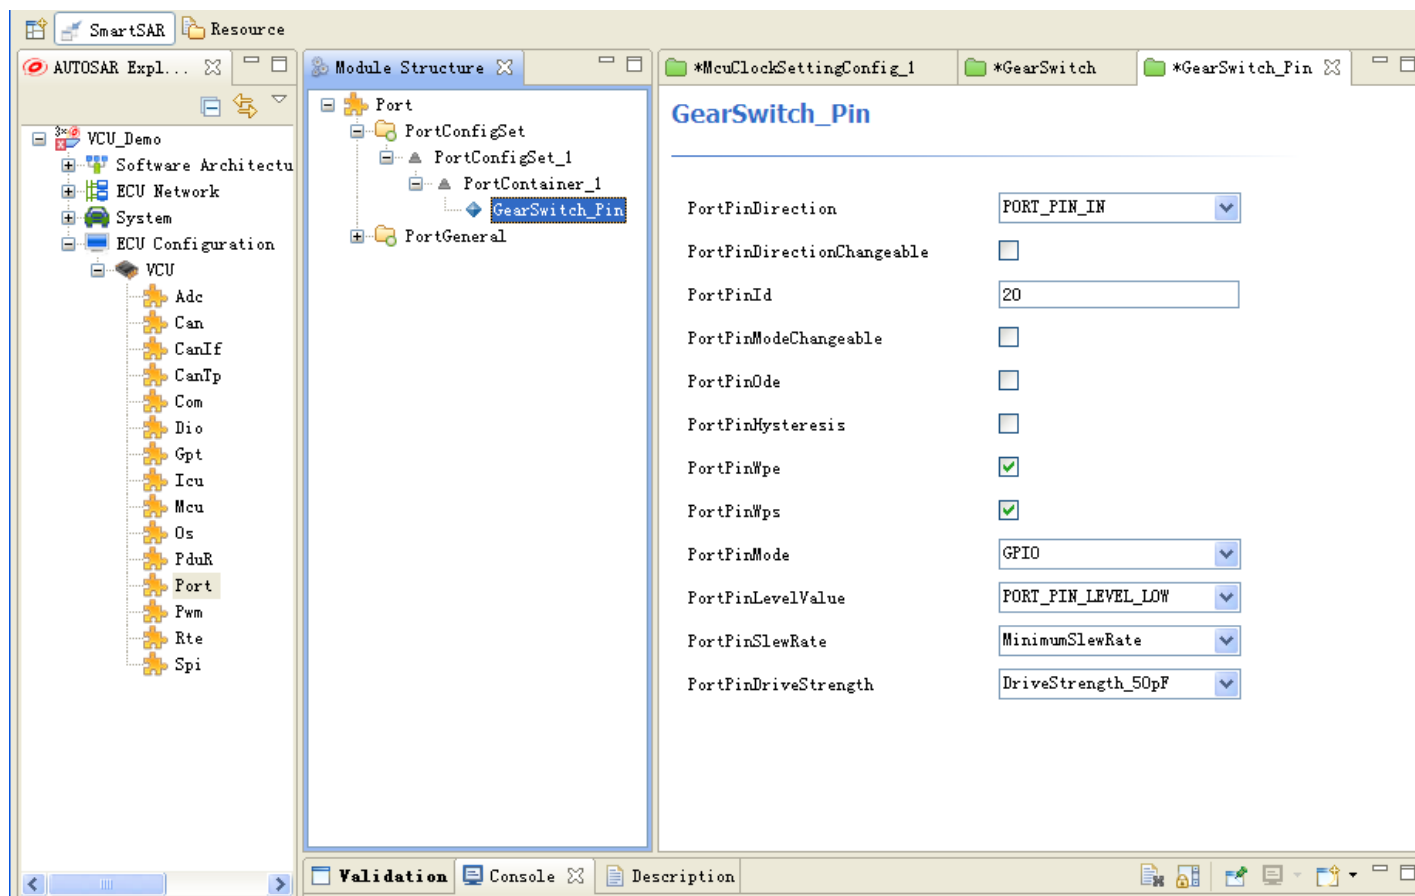 SmartSAR
Resource
AUTOSAR Expl...
VCU_Demo
Software Architectu
ECU Network
System
ECU Configuration
VCU
Adc
Can
CanIf
CanTp
Com
Dio
Gpt
Icu
Mcu
Os
PduR
Port
Pwm
Rte
Spi
Module Structure
Port
PortConfigSet
PortConfigSet_1
PortContainer_1
GearSwitch_Pin
PortGeneral
*McuClockSettingConfig_1
*GearSwitch
*GearSwitch_Pin
GearSwitch_Pin
PortPinDirection PORT_PIN_IN
PortPinDirectionChangeable
PortPinId 20
PortPinModeChangeable
PortPinOde
PortPinHysteresis
PortPinWpe
PortPinWps
PortPinMode GPIO
PortPinLevelValue PORT_PIN_LEVEL_LOW
PortPinSlewRate MinimumSlewRate
PortPinDriveStrength DriveStrength_50pF
Validation
Console
Description